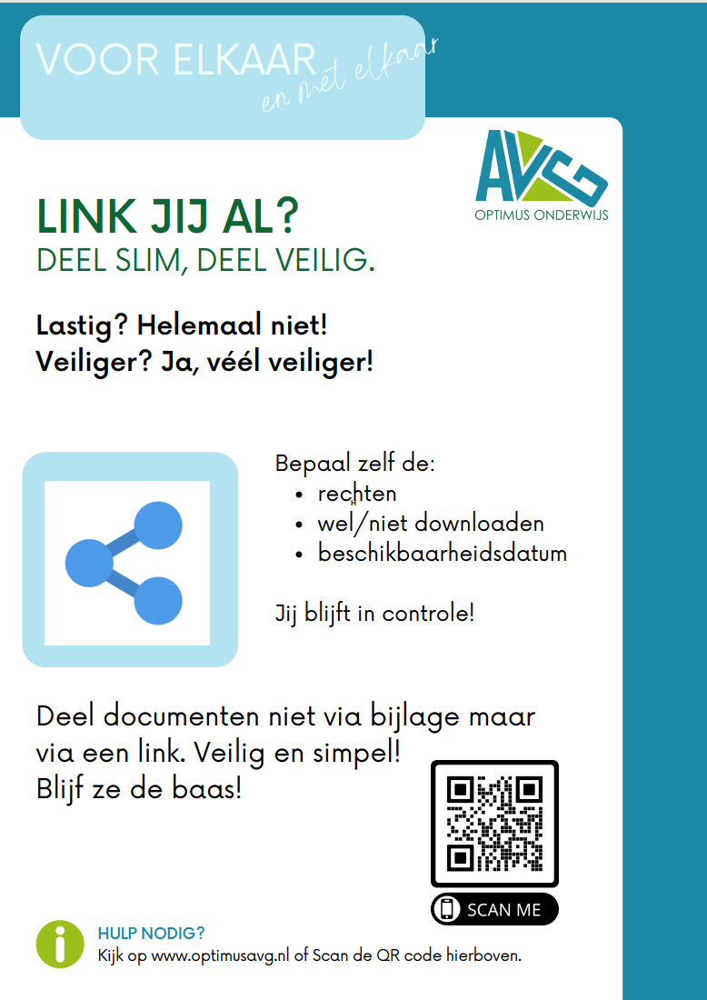 VOOR ELKAAR
en met elkaar
AVG
OPTIMUS ONDERWIJS
LINK JIJ AL?
DEEL SLIM, DEEL VEILIG.
Lastig? Helemaal niet!
Veiliger? Ja, véél veiliger!
Bepaal zelf de:
• rechten
H
• wel/niet downloaden
• beschikbaarheidsdatum
Jij blijft in controle!
Deel documenten niet via bijlage maar
via een link. Veilig en simpel!
Blijf ze de baas!
SCAN ME
HULP NODIG?
Kijk op www.optimusavg.nl of Scan de QR code hierboven.